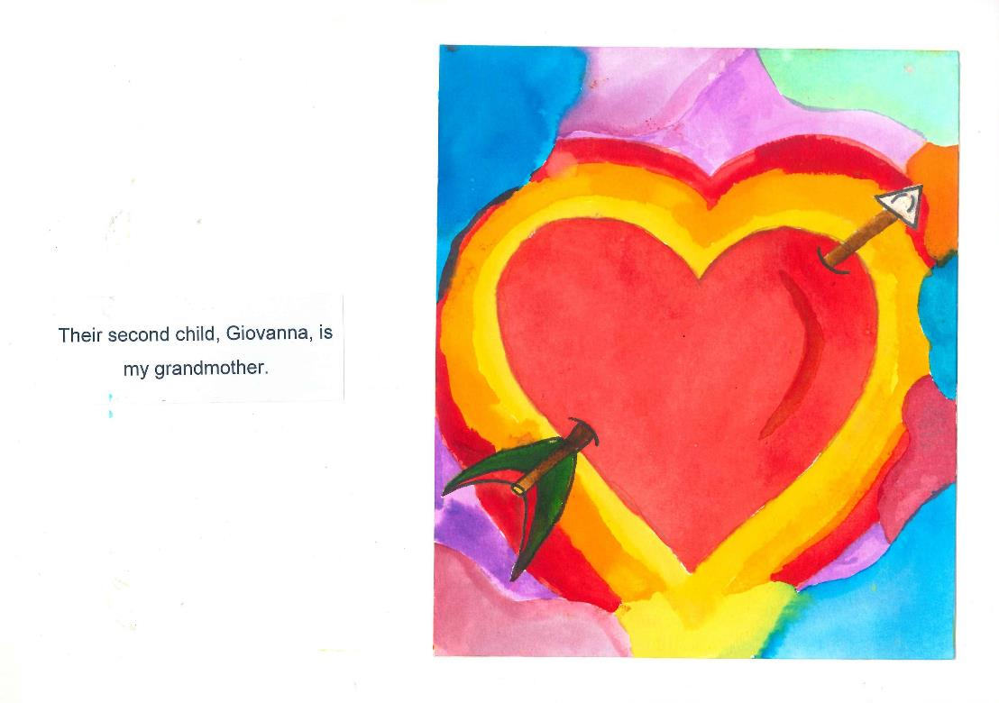 Their second child, Giovanna, is
my grandmother.